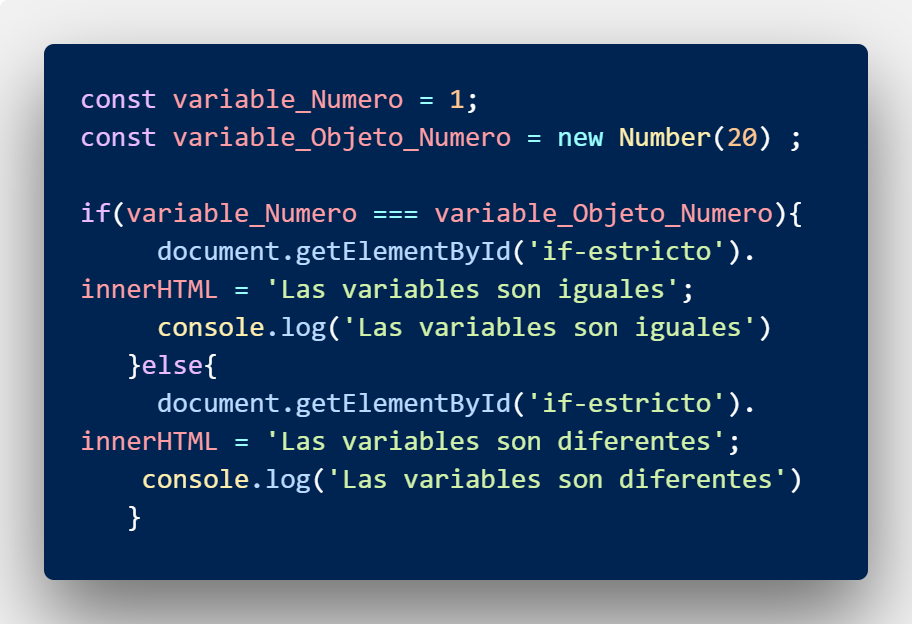 const variable_Numero = 1;
const variable_Objeto_Numero = new Number(20) ;
if(variable_Numero === variable_Objeto_Numero){
document.getElementById('if-estricto').
innerHTML = 'Las variables son iguales';
console.log('Las variables son iguales')
}else{
document.getElementById('if-estricto').
innerHTML = 'Las variables son diferentes';
console.log('Las variables son diferentes')
}